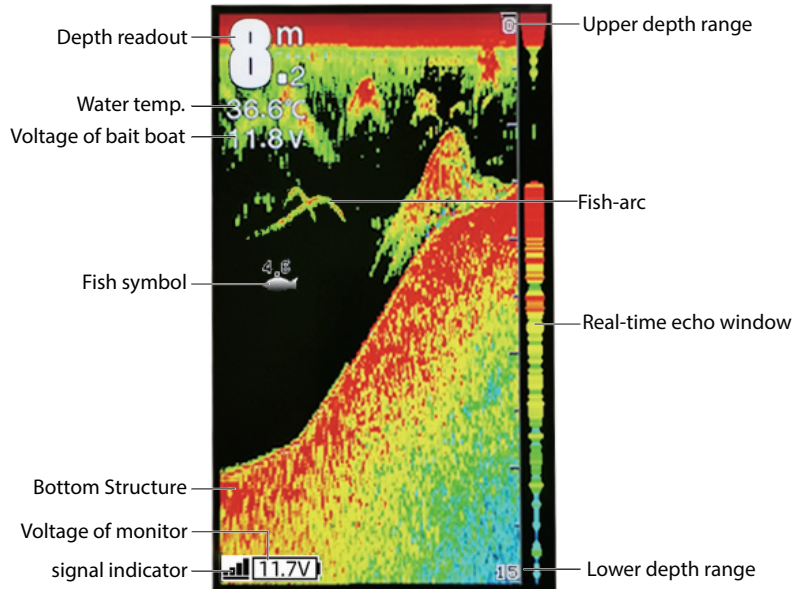 Depth readout
8.2 m
0
Upper depth range
Water temp.
36.6°C
Voltage of bait boat
11.8V
Fish-arc
Fish symbol
4.6
Real-time echo window
Bottom Structure
Voltage of monitor
signal indicator
11.7V
15
Lower depth range